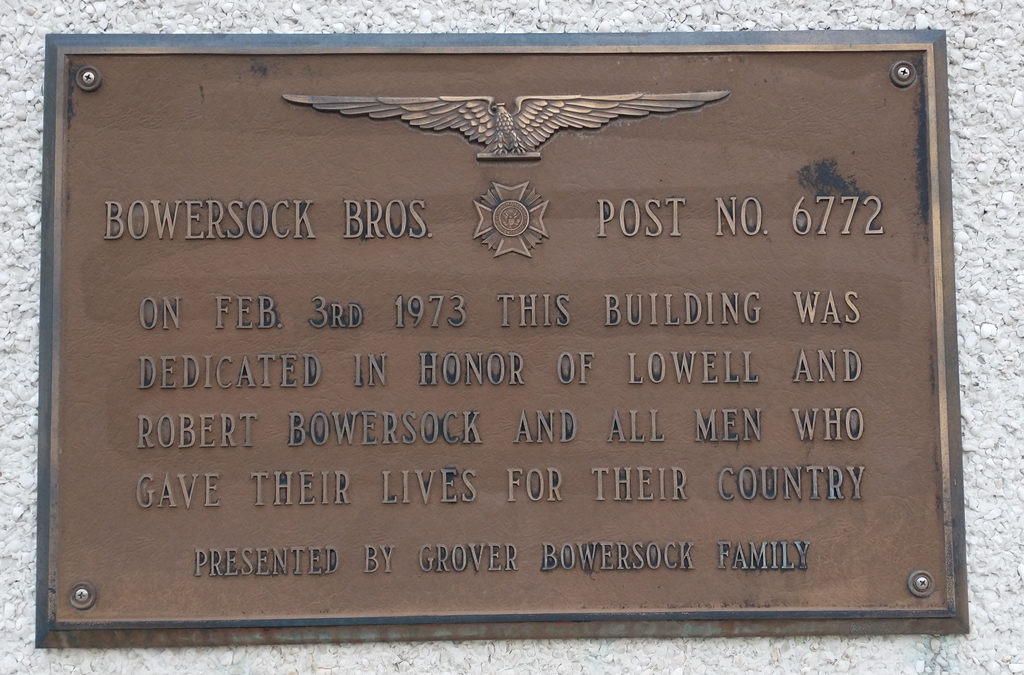 BOWERSOCK BROS. POST NO. 6772
ON FEB. 3RD 1973 THIS BUILDING WAS
DEDICATED IN HONOR OF LOWELL AND
ROBERT BOWERSOCK AND ALL MEN WHO
GAVE THEIR LIVES FOR THEIR COUNTRY
PRESENTED BY GROVER BOWERSOCK FAMILY